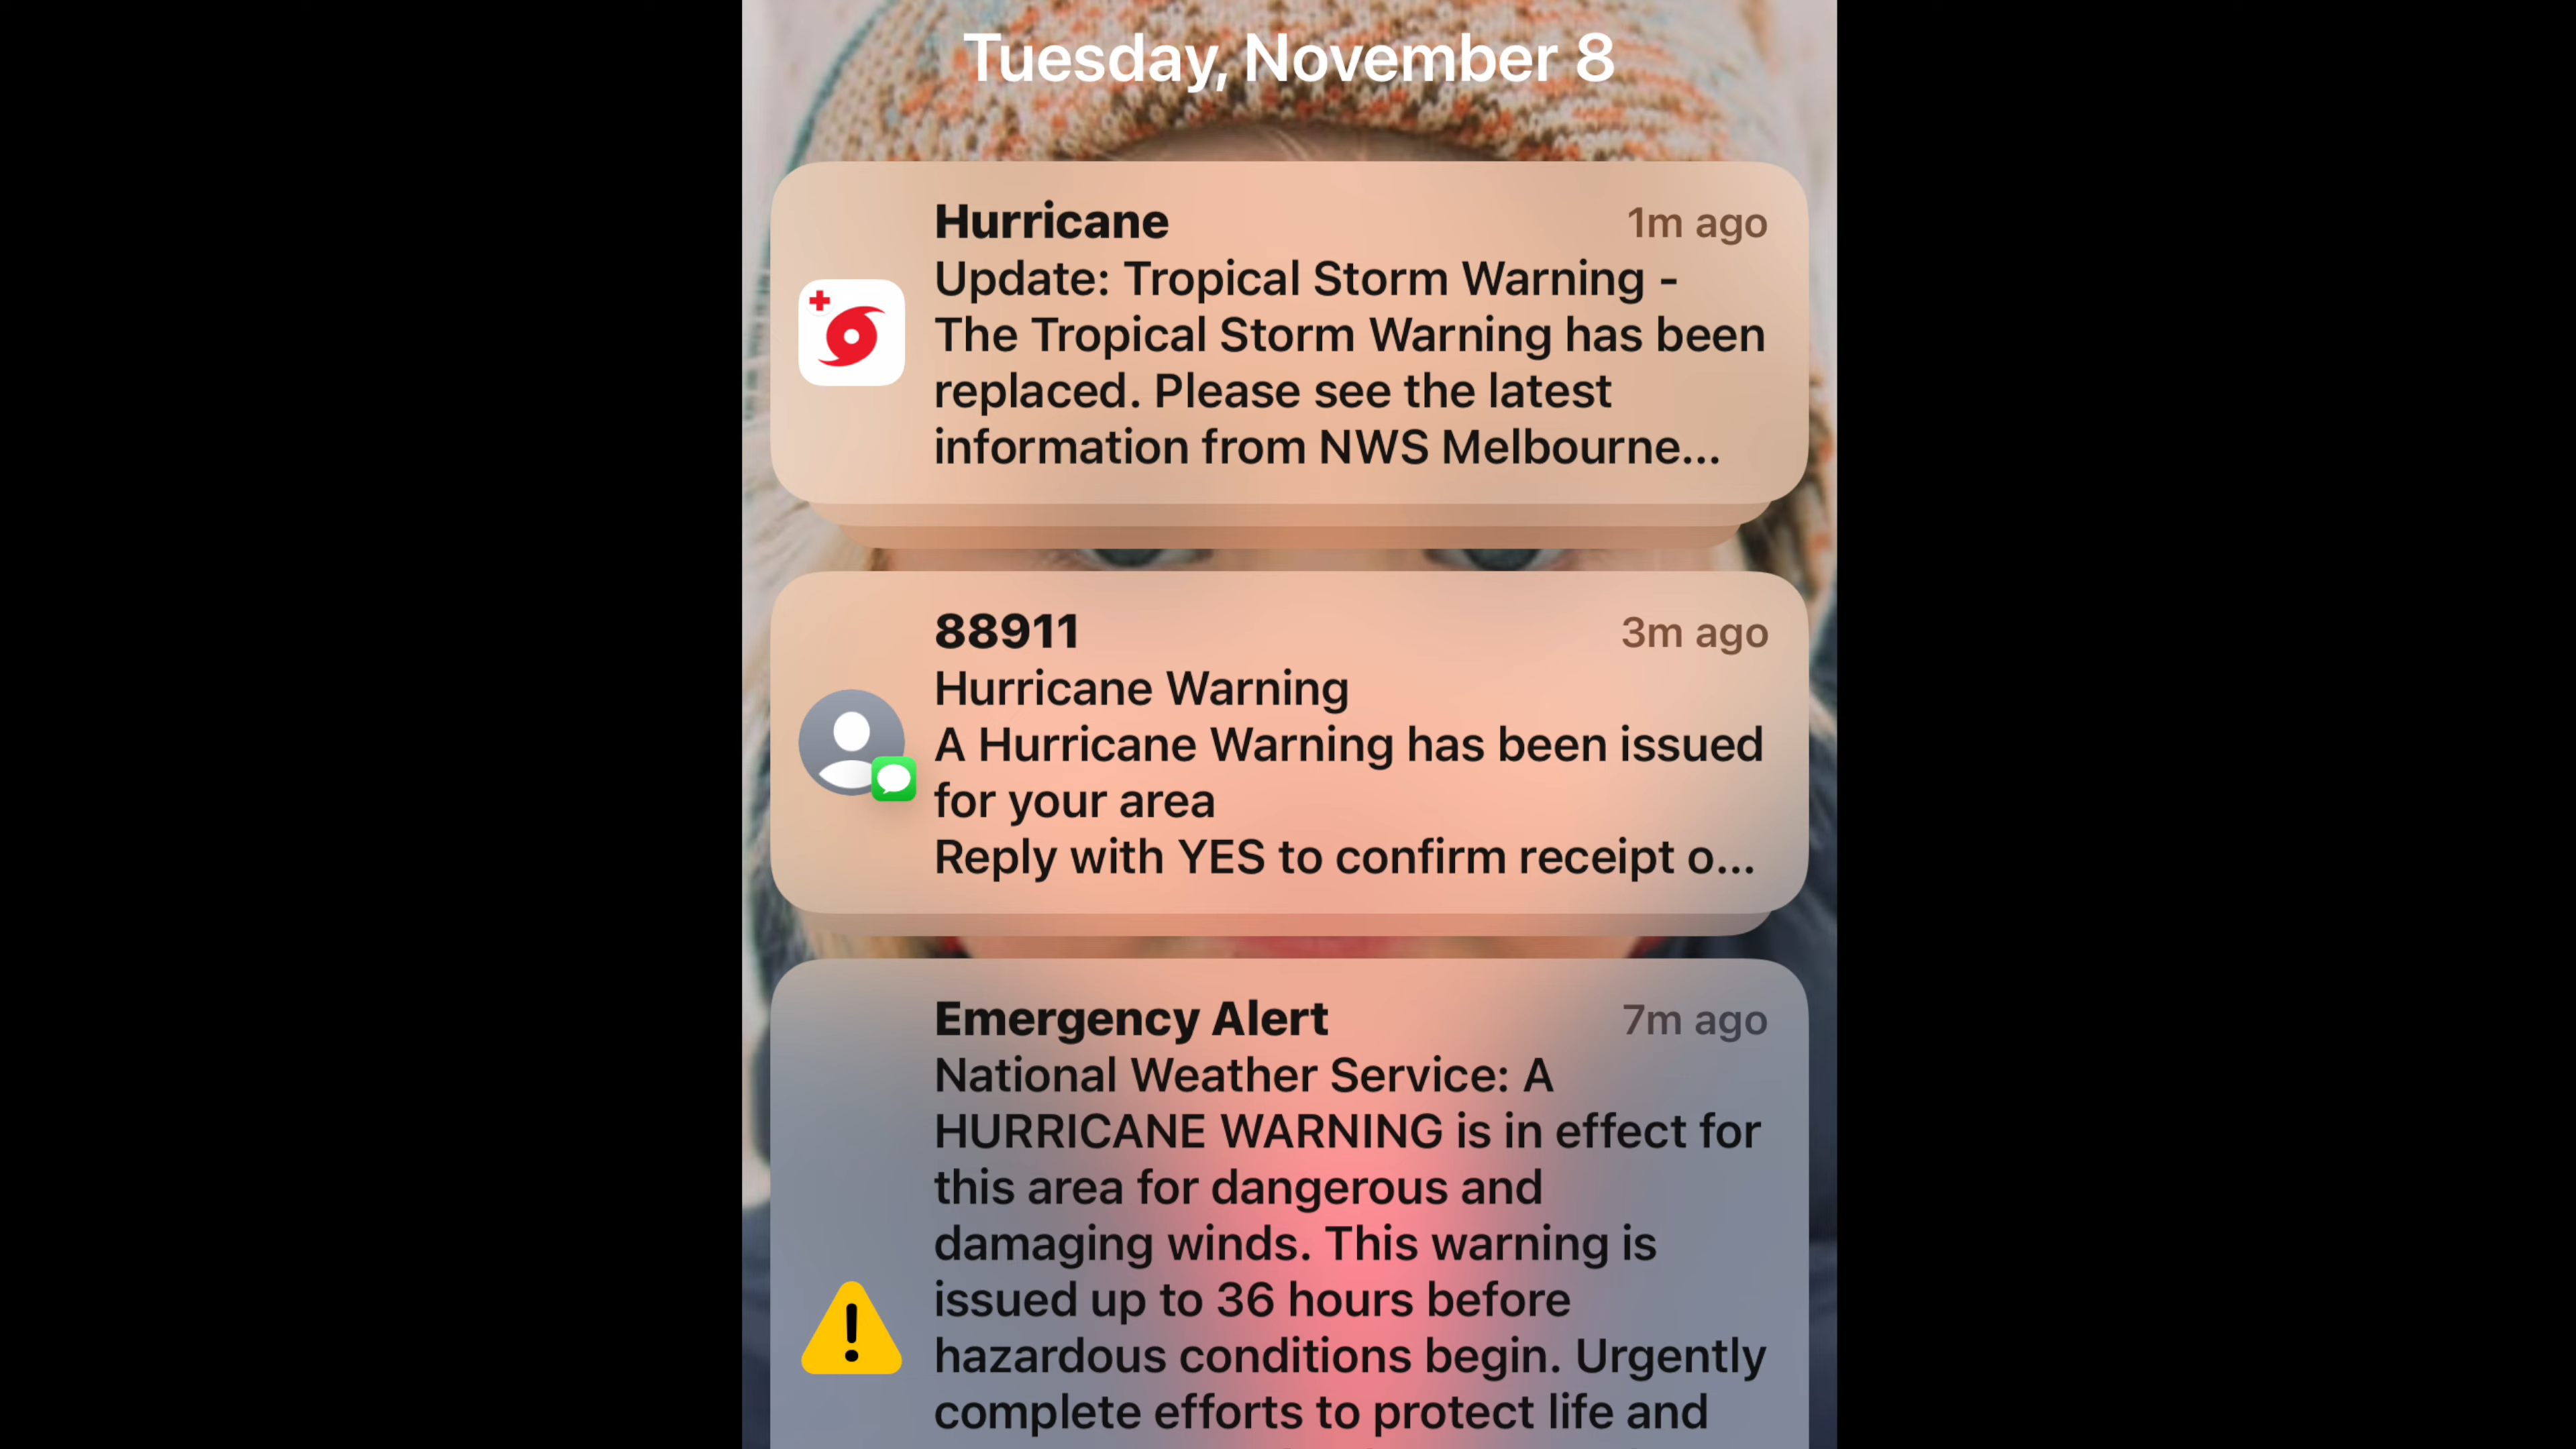 Tuesday, November 8
Hurricane
1m ago
Update: Tropical Storm Warning -
The Tropical Storm Warning has been
replaced. Please see the latest
information from NWS Melbourne...
88911
3m ago
Hurricane Warning
A Hurricane Warning has been issued
for your area
Reply with YES to confirm receipt o...
Emergency Alert
7m ago
National Weather Service: A
HURRICANE WARNING is in effect for
this area for dangerous and
damaging winds. This warning is
issued up to 36 hours before
hazardous conditions begin. Urgently
complete efforts to protect life and